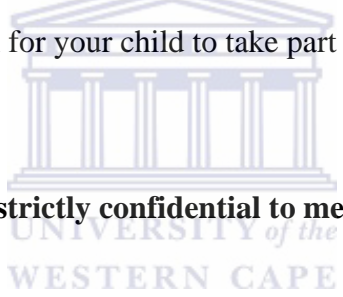 for your child to take part
strictly confidential to me
UNIVERSITY of the
WESTERN CAPE